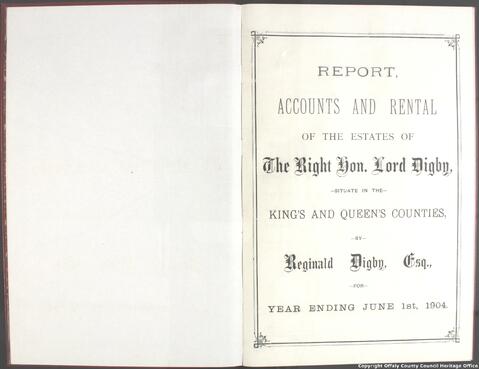 REPORT,
ACCOUNTS AND RENTAL
OF THE ESTATES OF
The Right Hon. Lord Digby,
—SITUATE IN THE—
KING'S AND QUEEN'S COUNTIES,
—BY—
Reginald Digby, Esq.,
—FOR—
YEAR ENDING JUNE 1st, 1904.
Copyright Offaly County Council Heritage Office